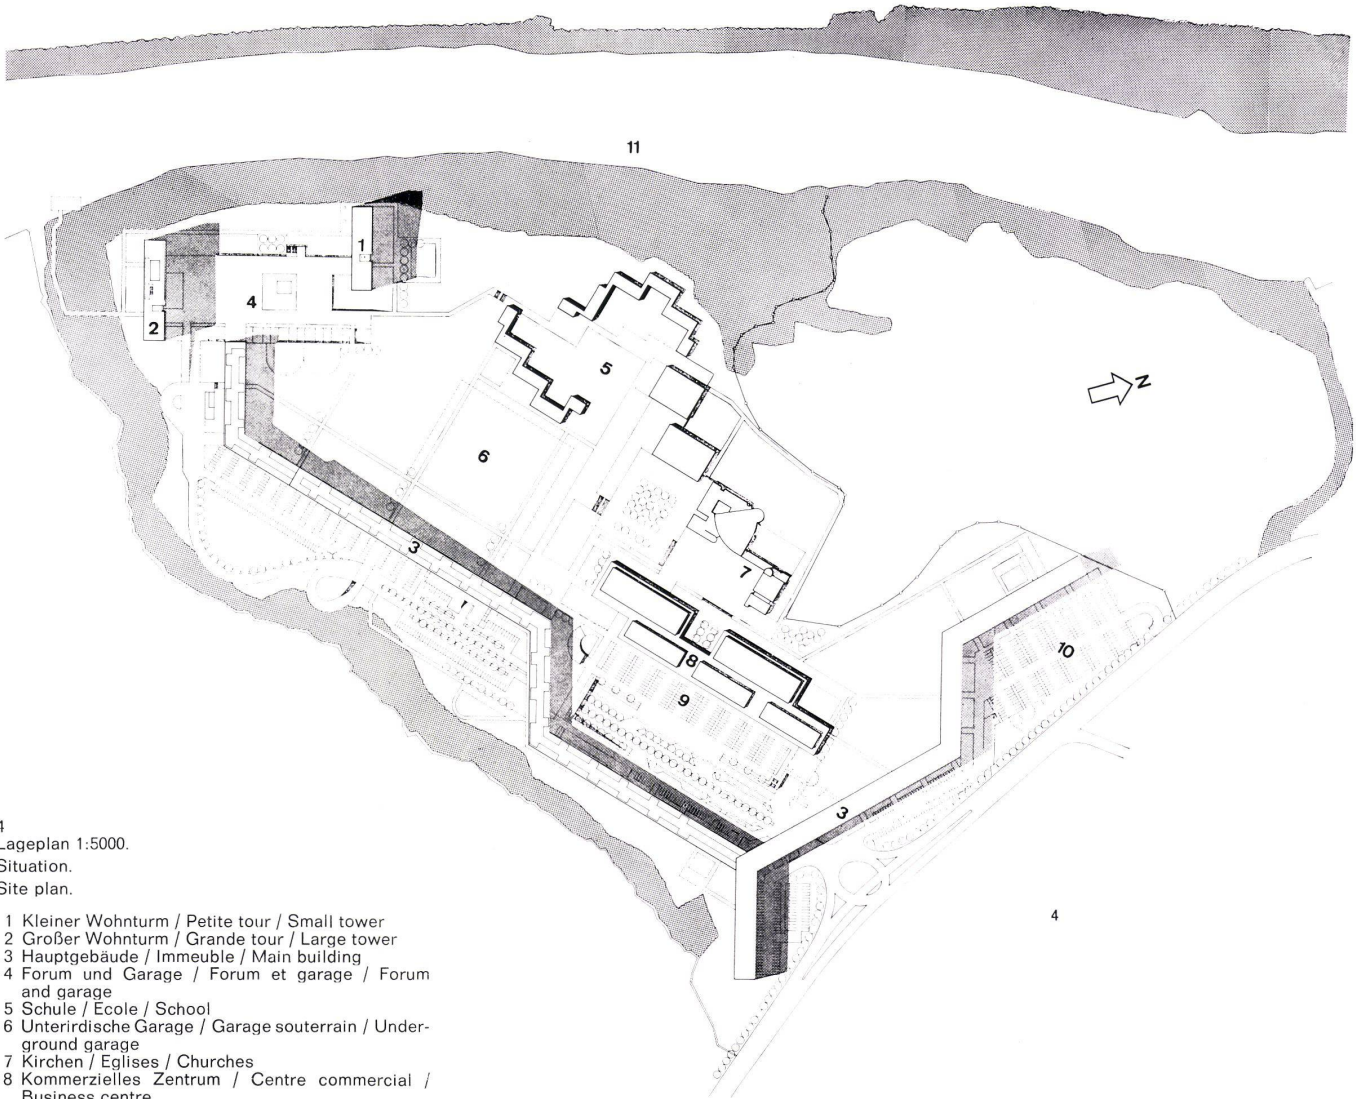 11
1
4
2
5
N
6
3
7
10
8
9
3
4
4
Lageplan 1:5000.
Situation.
Site plan.
1 Kleiner Wohnturm / Petite tour / Small tower
2 Großer Wohnturm / Grande tour / Large tower
3 Hauptgebäude / Immeuble / Main building
4 Forum und Garage / Forum et garage / Forum
and garage
5 Schule / Ecole / School
6 Unterirdische Garage / Garage souterrain / Under-
ground garage
7 Kirchen / Eglises / Churches
8 Kommerzielles Zentrum / Centre commercial /
Business centre